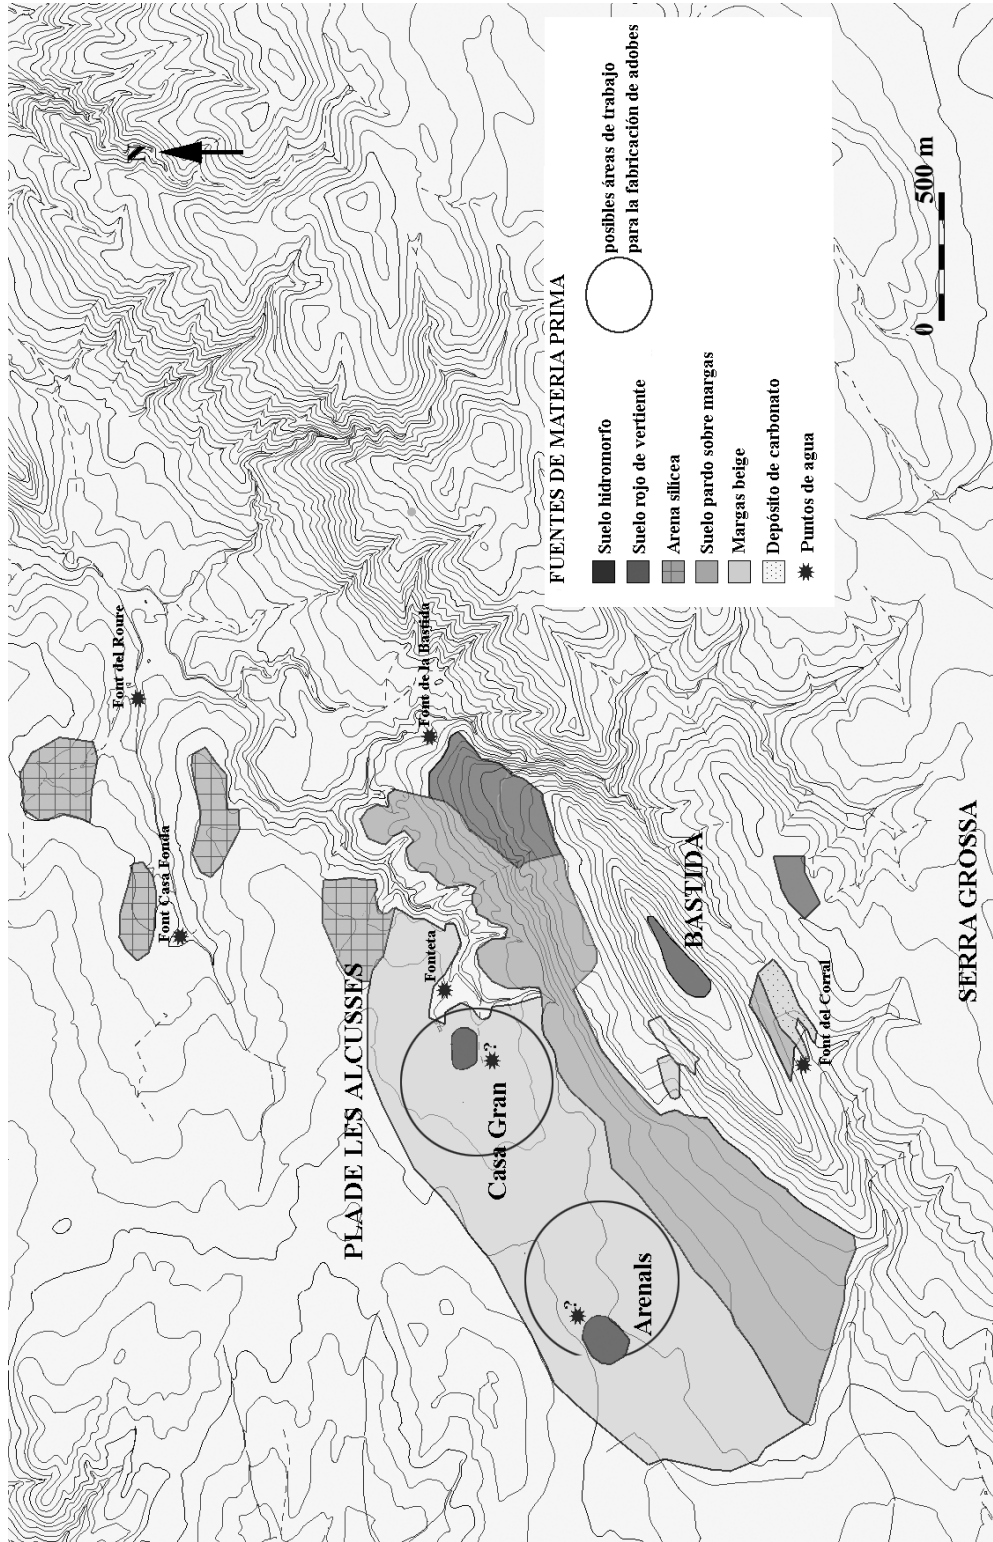 N
Font del Roure
Font Casa Fonda
PLA DE LES ALCUSSES
Font de la Bastida
Fonteta
?
Casa Gran
?
Arenals
BASTIDA
Font del Corral
SERRA GROSSA
FUENTES DE MATERIA PRIMA
Suelo hidromorfo
Suelo rojo de vertiente
Arena silícea
Suelo pardo sobre margas
Margas beige
Depósito de carbonato
Puntos de agua
posibles áreas de trabajo
para la fabricación de adobes
0 500 m